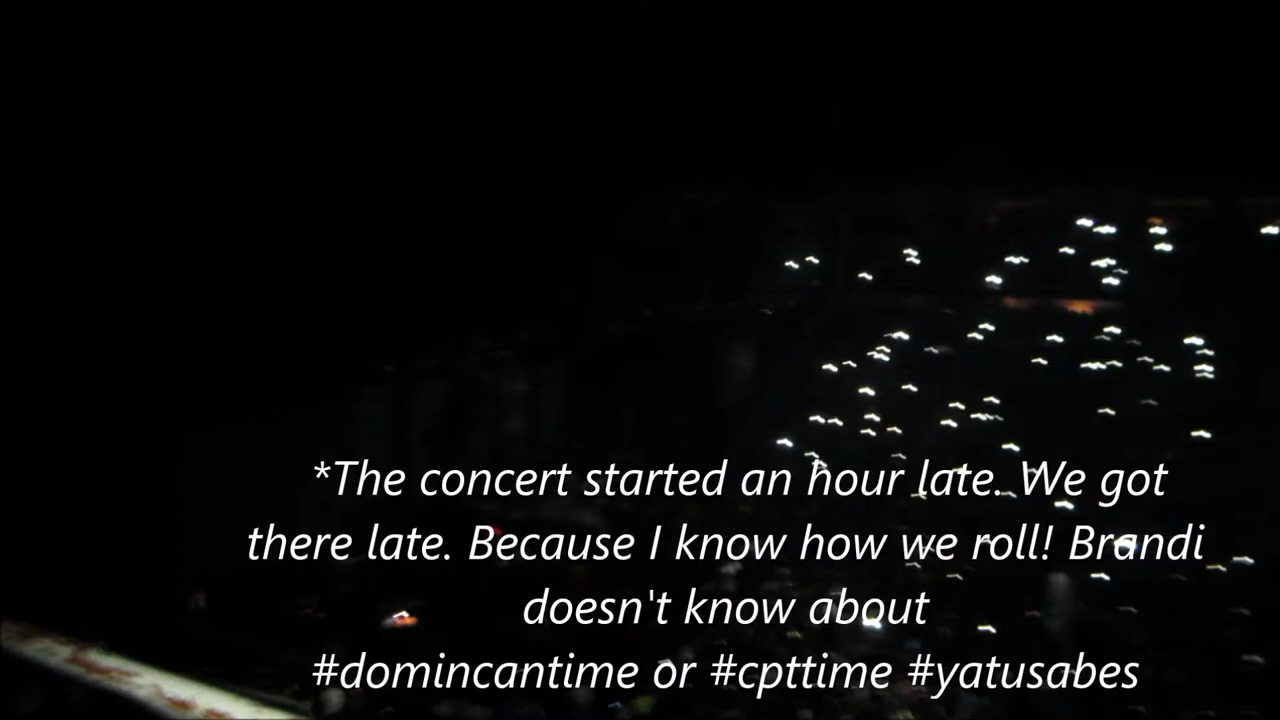 *The concert started an hour late. We got
there late. Because I know how we roll! Brandi
doesn't know about
#domincantime or #cpttime #yatusabes